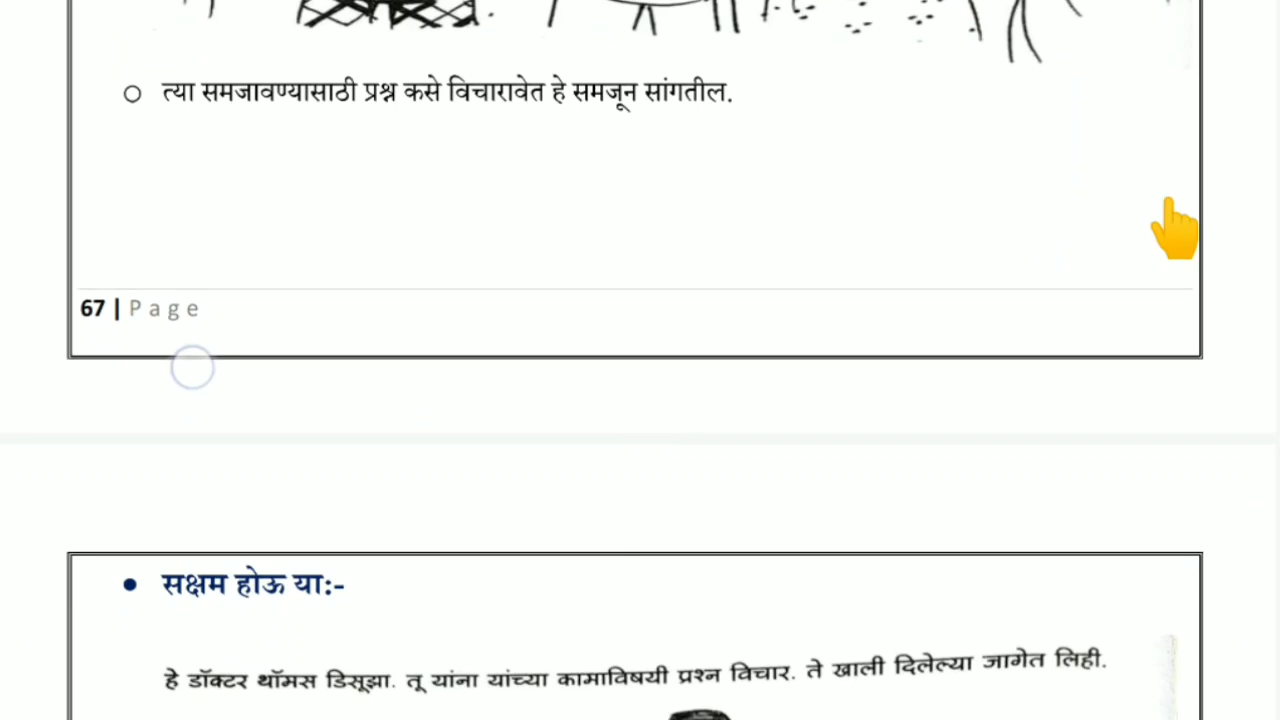 त्या समजावण्यासाठी प्रश्न कसे विचारावेत हे समजून सांगतील.
67 | Page
सक्षम होऊ या:-
हे डॉक्टर थॉमस डिसूझा. तू यांना यांच्या कामाविषयी प्रश्न विचार. ते खाली दिलेल्या जागेत लिही.